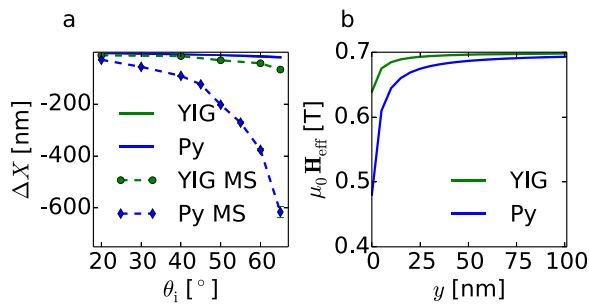 a
0
-200
-400
-600
ΔX [nm]
YIG
Py
YIG MS
Py MS
20 30 40 50 60
θi [°]
b
0.7
0.6
0.5
0.4
μ0 Heff [T]
YIG
Py
0 25 50 75 100
y [nm]